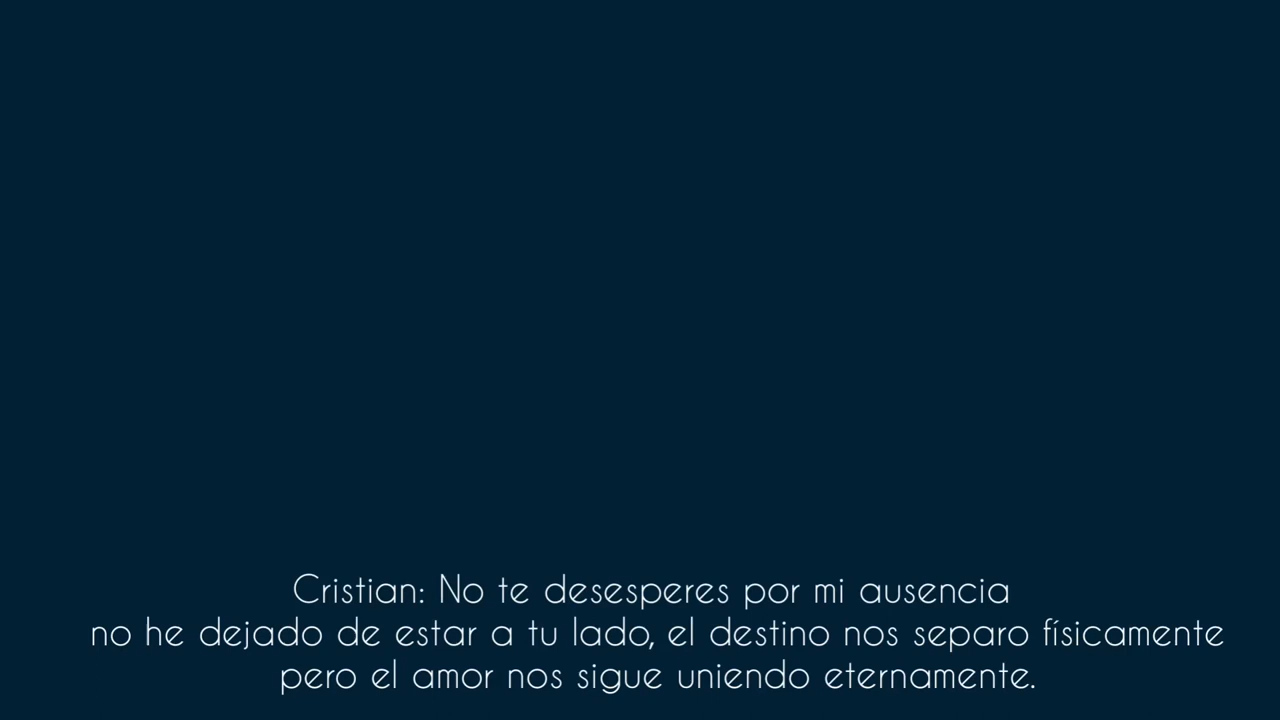 Cristian: No te desesperes por mi ausencia
no he dejado de estar a tu lado, el destino nos separo físicamente
pero el amor nos sigue uniendo eternamente.